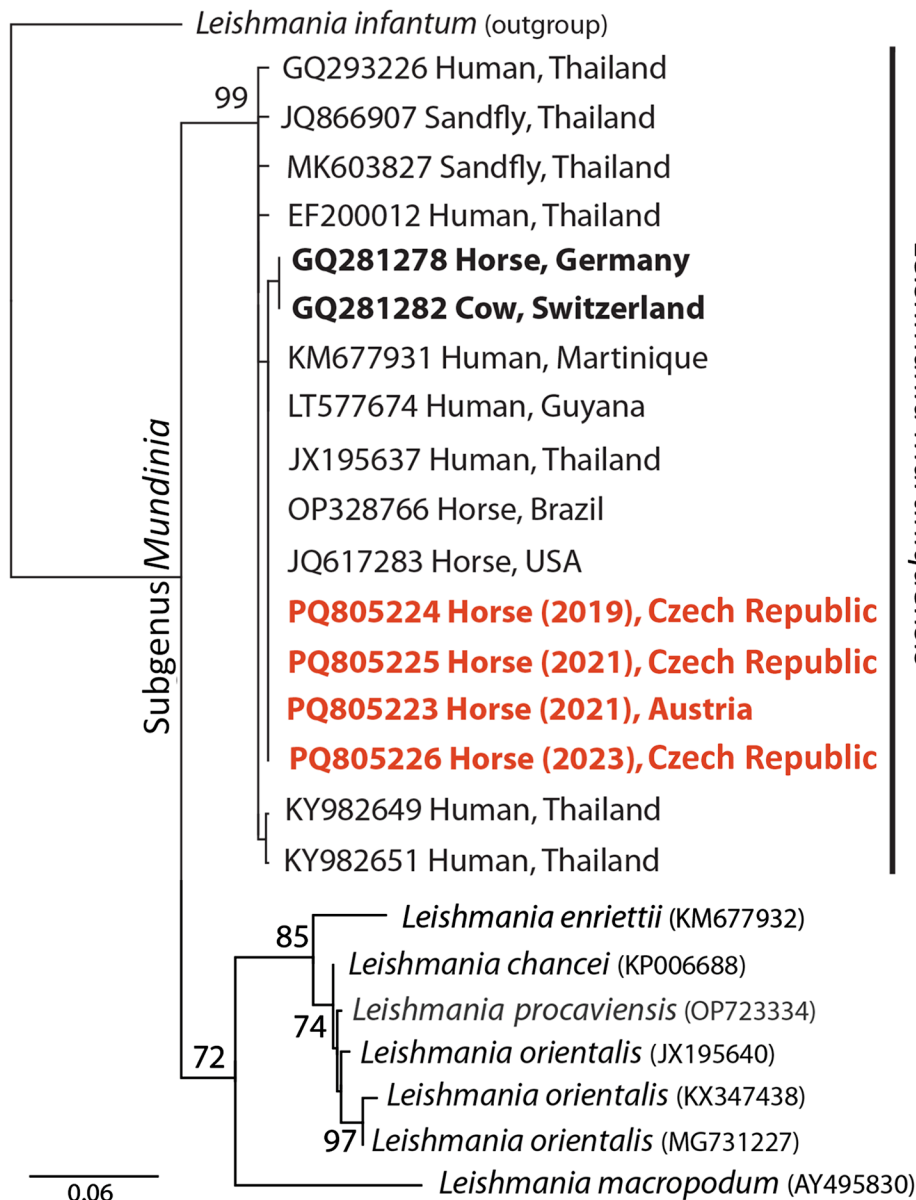 Leishmania infantum (outgroup)
GQ293226 Human, Thailand
99
JQ866907 Sandfly, Thailand
MK603827 Sandfly, Thailand
EF200012 Human, Thailand
GQ281278 Horse, Germany
GQ281282 Cow, Switzerland
KM677931 Human, Martinique
LT577674 Human, Guyana
JX195637 Human, Thailand
OP328766 Horse, Brazil
JQ617283 Horse, USA
PQ805224 Horse (2019), Czech Republic
PQ805225 Horse (2021), Czech Republic
PQ805223 Horse (2021), Austria
PQ805226 Horse (2023), Czech Republic
KY982649 Human, Thailand
KY982651 Human, Thailand
Subgenus Mundinia
Leishmania enriettii (KM677932)
85
Leishmania chancei (KP006688)
Leishmania procaviensis (OP723334)
74
Leishmania orientalis (JX195640)
72
Leishmania orientalis (KX347438)
97
Leishmania orientalis (MG731227)
Leishmania macropodum (AY495830)
0.06